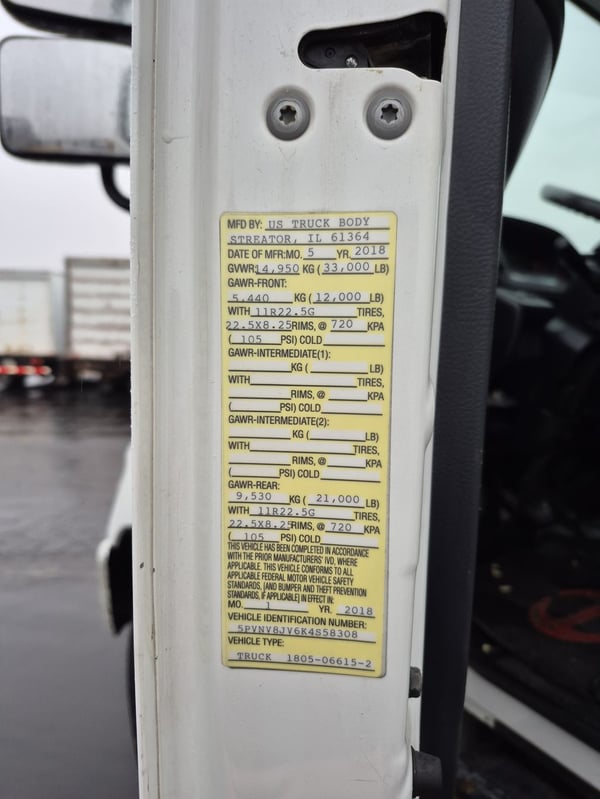 MFD BY: US TRUCK BODY
STREATOR, IL 61364
DATE OF MFR:MO. 5 YR. 2018
GVWR14,950 KG (33,000 LB)
GAWR-FRONT:
5,440 KG ( 12,000 LB)
WITH 11R22.5G TIRES,
22.5X8.25 RIMS, @ 720 KPA
( 105 PSI) COLD
GAWR-INTERMEDIATE(1):
KG ( LB)
WITH TIRES,
RIMS, @ KPA
( PSI) COLD
GAWR-INTERMEDIATE(2):
KG ( LB)
WITH TIRES,
RIMS, @ KPA
( PSI) COLD
GAWR-REAR:
9,530 KG ( 21,000 LB)
WITH 11R22.5G TIRES,
22.5X8.25 RIMS, @ 720 KPA
( 105 PSI) COLD
THIS VEHICLE HAS BEEN COMPLETED IN ACCORDANCE
WITH THE PRIOR MANUFACTURERS' IVD, WHERE
APPLICABLE. THIS VEHICLE CONFORMS TO ALL
APPLICABLE FEDERAL MOTOR VEHICLE SAFETY
STANDARDS, (AND BUMPER AND THEFT PREVENTION
STANDARDS, IF APPLICABLE) IN EFFECT IN:
MO. 1 YR. 2018
VEHICLE IDENTIFICATION NUMBER:
5PVNV8JV6K4S58308
VEHICLE TYPE:
TRUCK 1805-06615-2